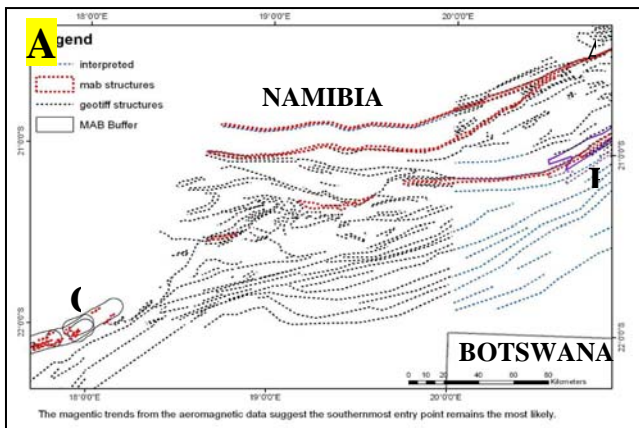 18°0'0"E 19°0'0"E 20°0'0"E
A
egend
interpreted
mab structures
geotiff structures
MAB Buffer
NAMIBIA
21°0'0"S 21°0'0"S
22°0'0"S 22°0'0"S
BOTSWANA
0 10 20 40 60 80
Kilometers
18°0'0"E 19°0'0"E 20°0'0"E
The magentic trends from the aeromagnetic data suggest the southernmost entry point remains the most likely.